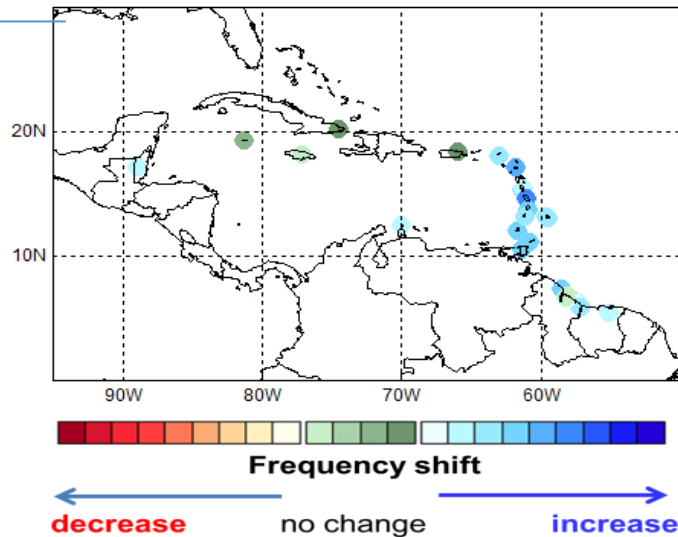 20N
10N
90W 80W 70W 60W
Frequency shift
decrease no change increase